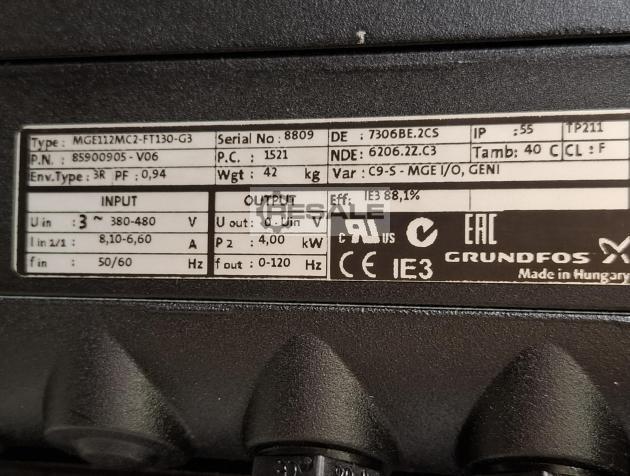 Type : MGE112MC2-FT130-G3 Serial No : 8809 DE : 7306BE.2CS IP :55 TP211
P.N. : 85900905 - V06 P.C. : 1521 NDE: 6206.2Z.C3 Tamb: 40 C CL : F
Env.Type : 3R PF : 0,94 Wgt : 42 kg Var : C9-S - MGE I/O, GENI
INPUT OUTPUT Eff: IE3 88,1%
U in : 3~ 380-480 V U out : 0 - Uin V
I in 1/1 : 8,10-6,60 A P 2 : 4,00 kW
f in : 50/60 Hz f out : 0-120 Hz
RESALE
c US EAC
GRUNDFOS
CE IE3
Made in Hungary